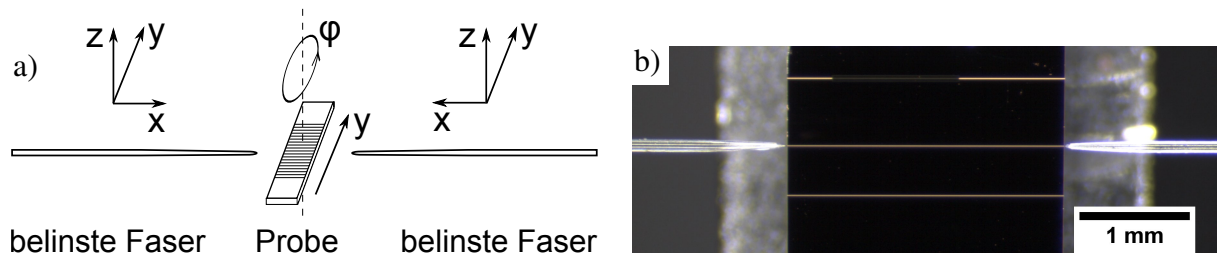 a)
z y
x
φ
y
z y
x
belinste Faser
Probe
belinste Faser
b)
1 mm